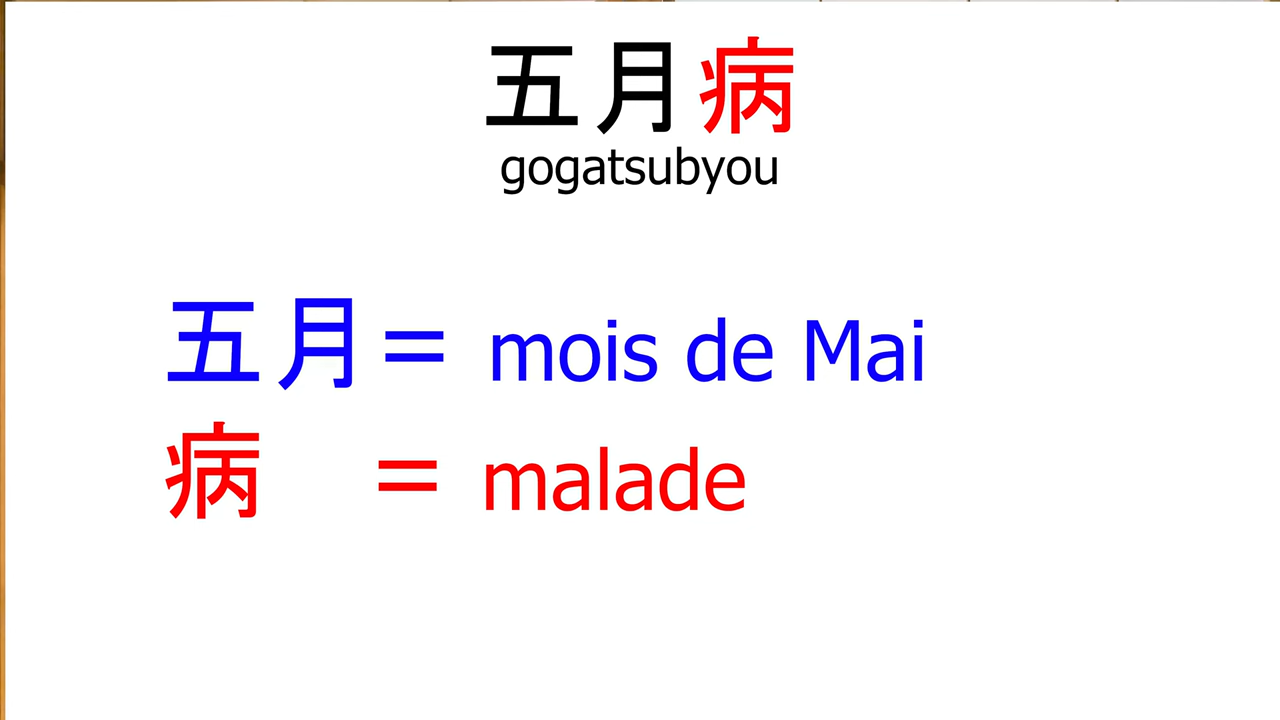 五月病
gogatsubyou
五月= mois de Mai
病 = malade